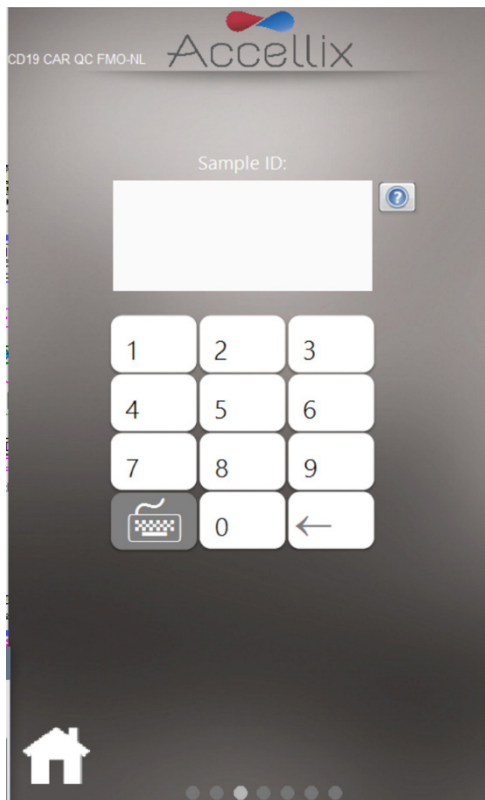 Accellix
CD19 CAR QC FMO-NL
Sample ID:
?
1 2 3
4 5 6
7 8 9
0 ←